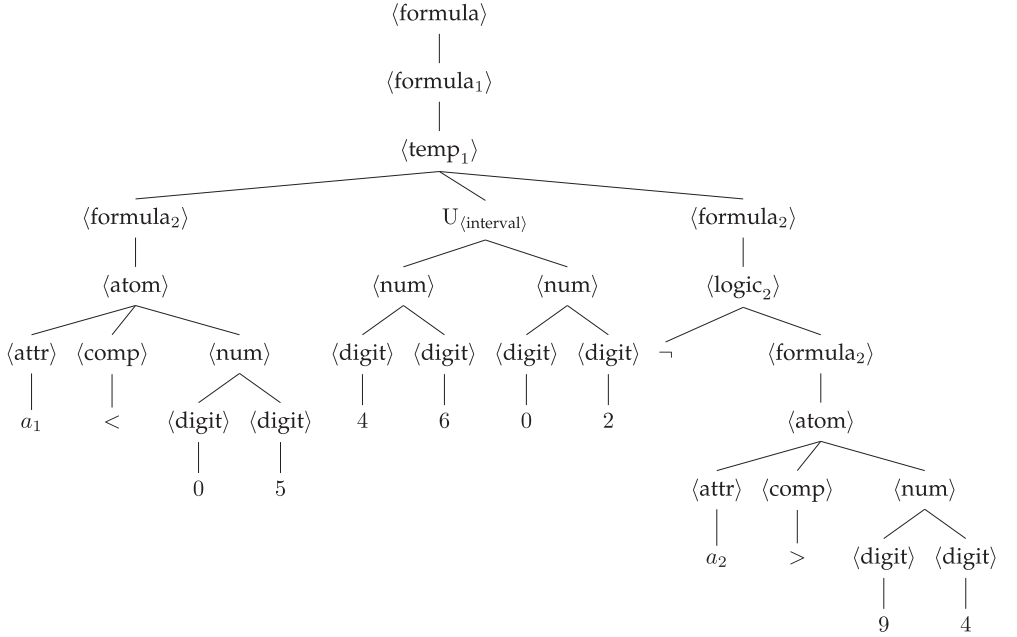 ⟨formula⟩
⟨formula₁⟩
⟨temp₁⟩
⟨formula₂⟩ U⟨interval⟩ ⟨formula₂⟩
⟨atom⟩ ⟨num⟩ ⟨num⟩ ⟨logic₂⟩
⟨attr⟩ ⟨comp⟩ ⟨num⟩ ⟨digit⟩ ⟨digit⟩ ⟨digit⟩ ⟨digit⟩ ¬ ⟨formula₂⟩
a₁ < ⟨digit⟩ ⟨digit⟩ 4 6 0 2 ⟨atom⟩
0 5 ⟨attr⟩ ⟨comp⟩ ⟨num⟩
a₂ > ⟨digit⟩ ⟨digit⟩
9 4